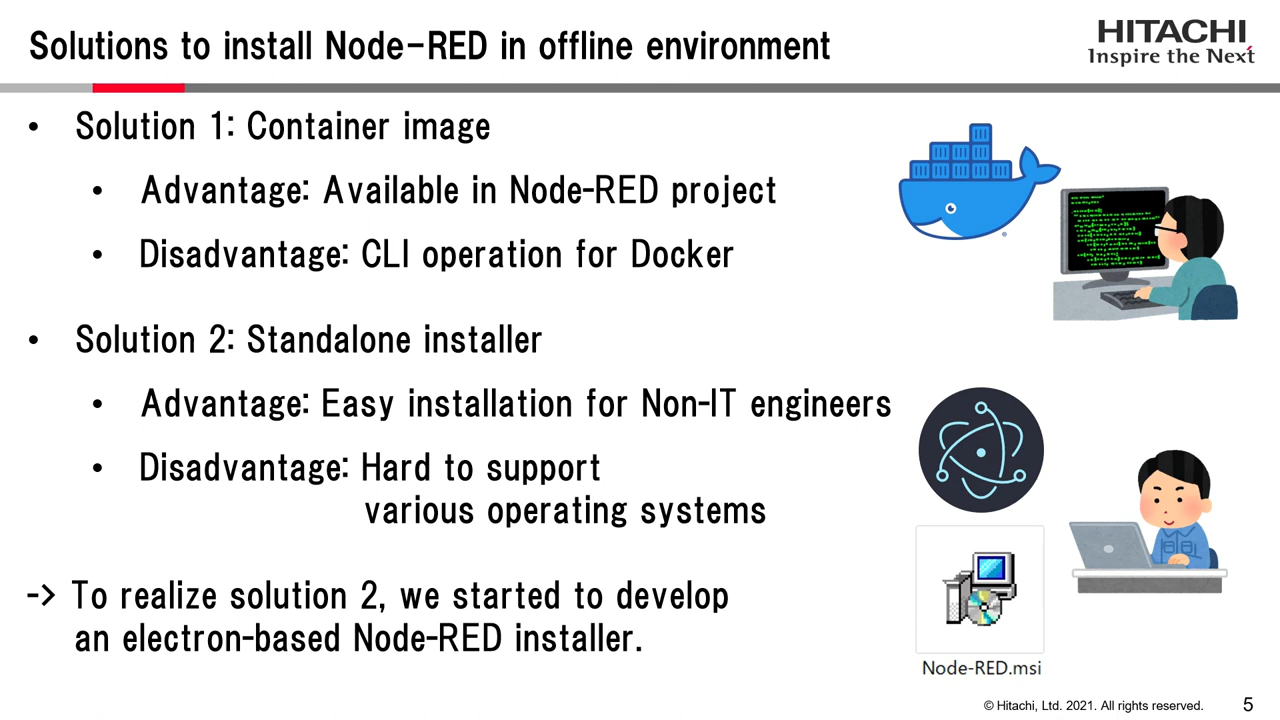 Solutions to install Node-RED in offline environment
HITACHI
Inspire the Next
• Solution 1: Container image
• Advantage: Available in Node-RED project
• Disadvantage: CLI operation for Docker
• Solution 2: Standalone installer
• Advantage: Easy installation for Non-IT engineers
• Disadvantage: Hard to support
various operating systems
-> To realize solution 2, we started to develop
an electron-based Node-RED installer.
Node-RED.msi
© Hitachi, Ltd. 2021. All rights reserved.
5